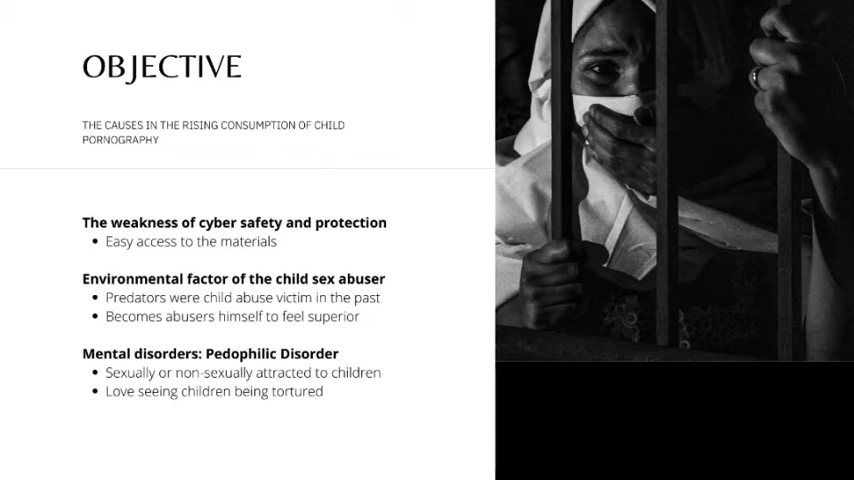 OBJECTIVE
THE CAUSES IN THE RISING CONSUMPTION OF CHILD
PORNOGRAPHY
The weakness of cyber safety and protection
• Easy access to the materials
Environmental factor of the child sex abuser
• Predators were child abuse victim in the past
• Becomes abusers himself to feel superior
Mental disorders: Pedophilic Disorder
• Sexually or non-sexually attracted to children
• Love seeing children being tortured